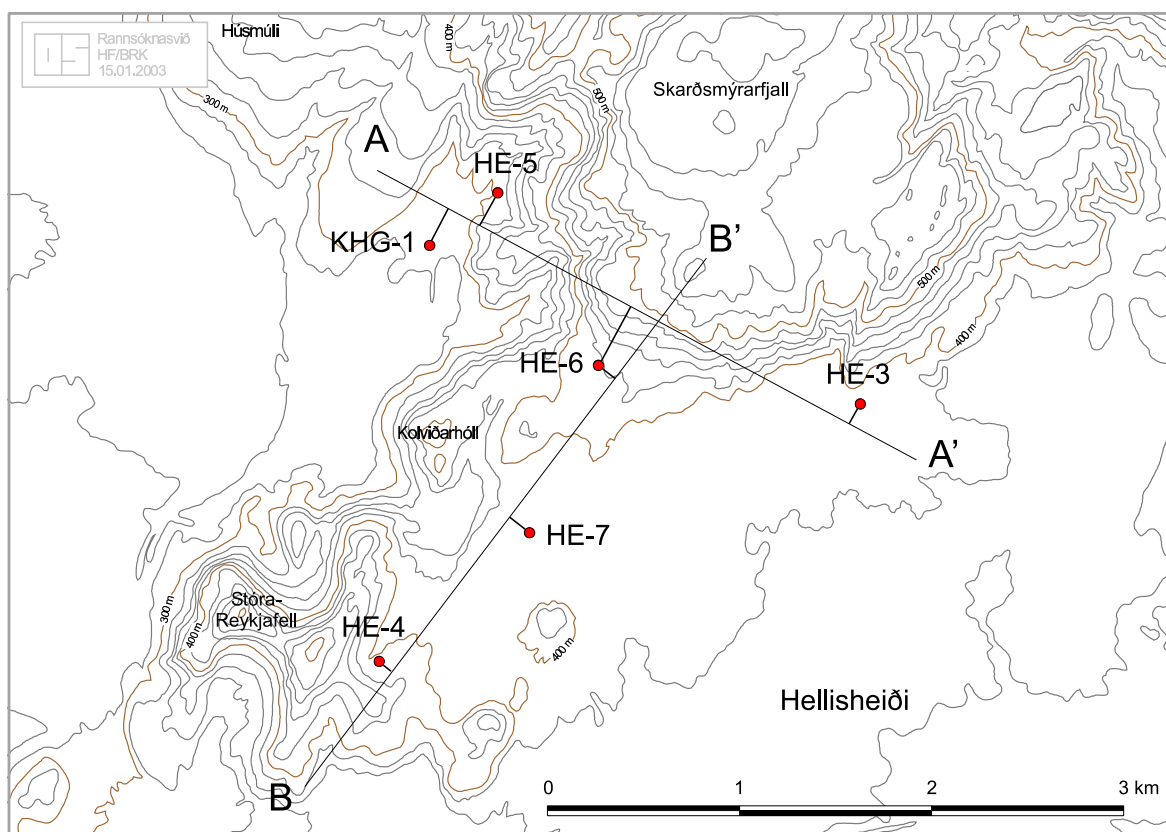 Húsmúli
Rannsóknasvið
HF/BRK
15.01.2003
400 m
300 m
500 m
Skarðsmýrarfjall
A
HE-5
KHG-1
B’
500 m
400 m
HE-6
HE-3
Kolviðarhóll
A’
HE-7
300 m
Stóra-
Reykjafell
400 m
HE-4
400 m
Hellisheiði
B
0 1 2 3 km